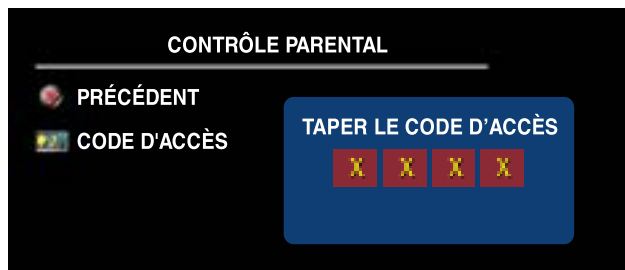 CONTRÔLE PARENTAL
PRÉCÉDENT
CODE D'ACCÈS
TAPER LE CODE D’ACCÈS
X X X X